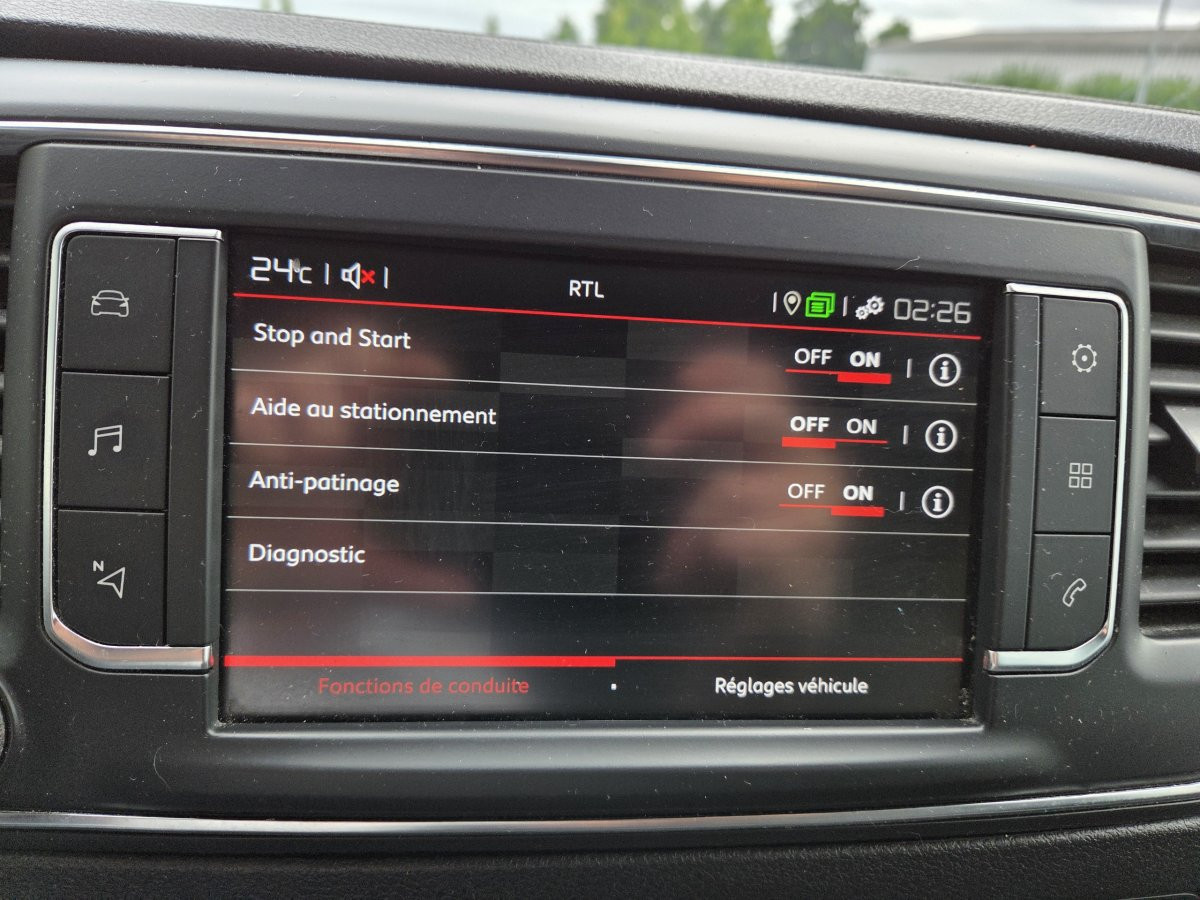 24°C
RTL
02:26
Stop and Start
OFF ON
Aide au stationnement
OFF ON
Anti-patinage
OFF ON
Diagnostic
Fonctions de conduite
Réglages véhicule
N